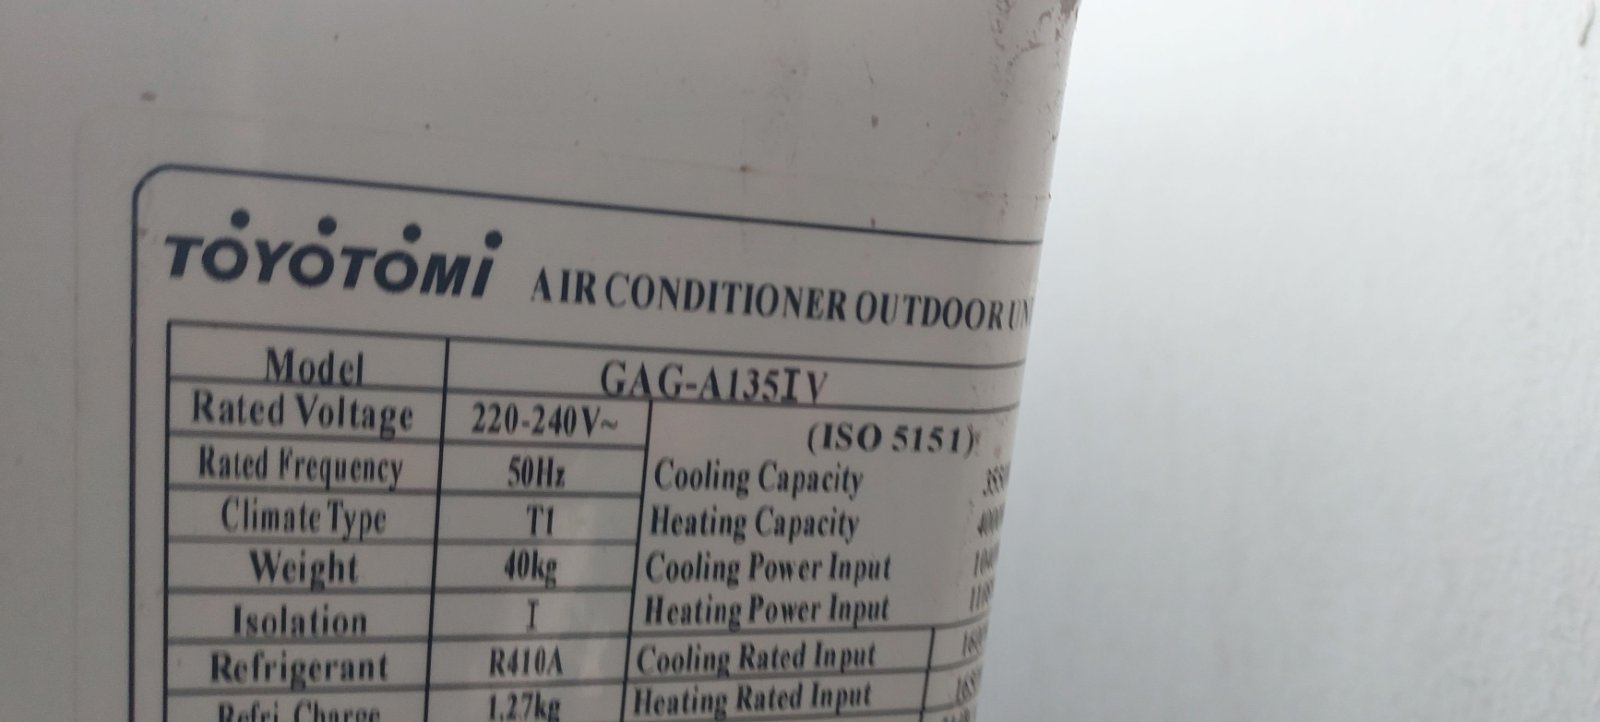 TOYOTOMI AIR CONDITIONER OUTDOOR
Model GAG-A135IV
Rated Voltage 220-240V~ (ISO 5151)
Rated Frequency 50Hz Cooling Capacity
Climate Type T1 Heating Capacity
Weight 40kg Cooling Power Input
Isolation I Heating Power Input
Refrigerant R410A Cooling Rated Input
Refri. Charge 1.27kg Heating Rated Input